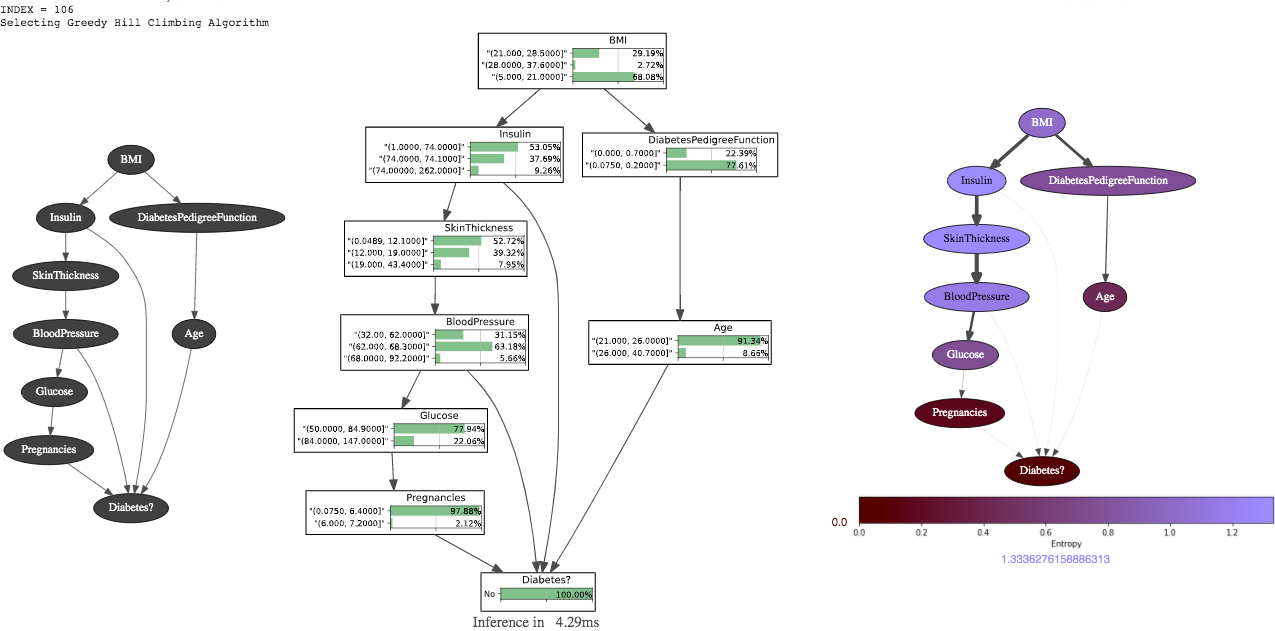 INDEX = 106
Selecting Greedy Hill Climbing Algorithm
BMI
Insulin
DiabetesPedigreeFunction
SkinThickness
BloodPressure
Age
Glucose
Pregnancies
Diabetes?
BMI
"(21.000, 28.5000]" 29.19%
"(28.000, 37.6000]" 2.72%
"(5.000, 21.0000]" 68.08%
Insulin
"(1.0000, 74.0000]" 53.05%
"(74.0000, 74.1000]" 37.69%
"(74.00000, 262.0000]" 9.26%
DiabetesPedigreeFunction
"(0.000, 0.7000]" 22.39%
"(0.0750, 0.2000]" 77.61%
SkinThickness
"(0.0489, 12.1000]" 52.72%
"(12.000, 19.0000]" 39.32%
"(19.000, 43.4000]" 7.95%
BloodPressure
"(32.00, 62.0000]" 31.15%
"(62.000, 68.3000]" 63.18%
"(68.0000, 92.2000]" 5.66%
Age
"(21.000, 26.0000]" 91.34%
"(26.000, 40.7000]" 8.66%
Glucose
"(50.0000, 84.9000]" 77.94%
"(84.0000, 147.0000]" 22.06%
Pregnancies
"(0.0750, 6.4000]" 97.88%
"(6.000, 7.2000]" 2.12%
Diabetes?
No 100.00%
Inference in 4.29ms
BMI
Insulin
DiabetesPedigreeFunction
SkinThickness
BloodPressure
Age
Glucose
Pregnancies
Diabetes?
0.0
0.0 0.2 0.4 0.6 0.8 1.0 1.2
Entropy
1.3336276158886313